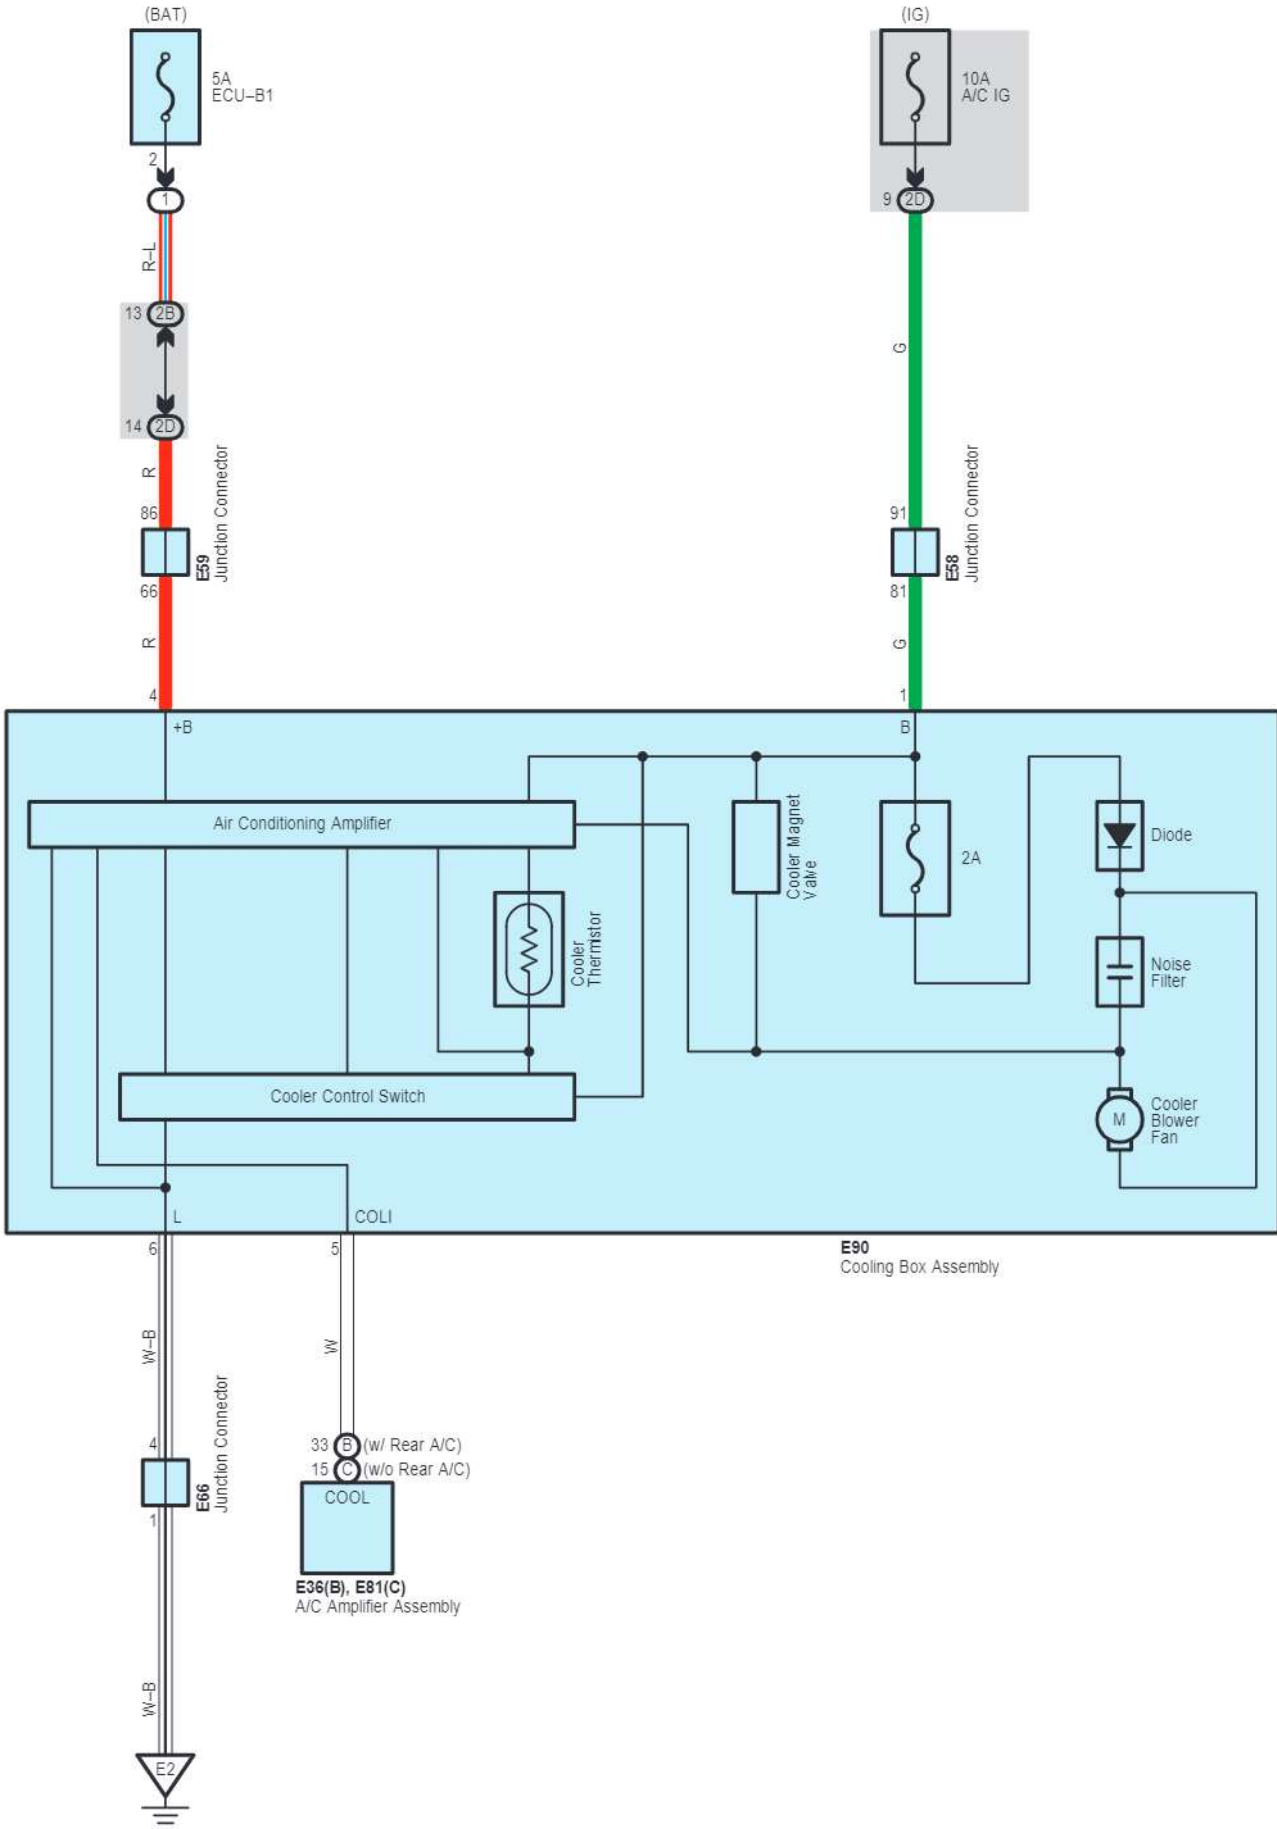 (BAT)
(IG)
5A
ECU–B1
10A
A/C IG
2
1
9
2D
R–L
13
2B
G
14
2D
R
86
E59
Junction Connector
66
R
4
91
E58
Junction Connector
81
G
1
+B
B
Air Conditioning Amplifier
Cooler Magnet
Valve
2A
Diode
Cooler
Thermistor
Noise
Filter
Cooler Control Switch
M
Cooler
Blower
Fan
L
COLI
6
5
E90
Cooling Box Assembly
W–B
W
4
E66
Junction Connector
1
33
B
(w/ Rear A/C)
15
C
(w/o Rear A/C)
COOL
E36(B), E81(C)
A/C Amplifier Assembly
W–B
E2